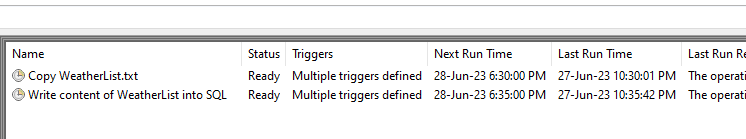 Name Status Triggers Next Run Time Last Run Time Last Run Re
Copy WeatherList.txt Ready Multiple triggers defined 28-Jun-23 6:30:00 PM 27-Jun-23 10:30:01 PM The operati
Write content of WeatherList into SQL Ready Multiple triggers defined 28-Jun-23 6:35:00 PM 27-Jun-23 10:35:42 PM The operati